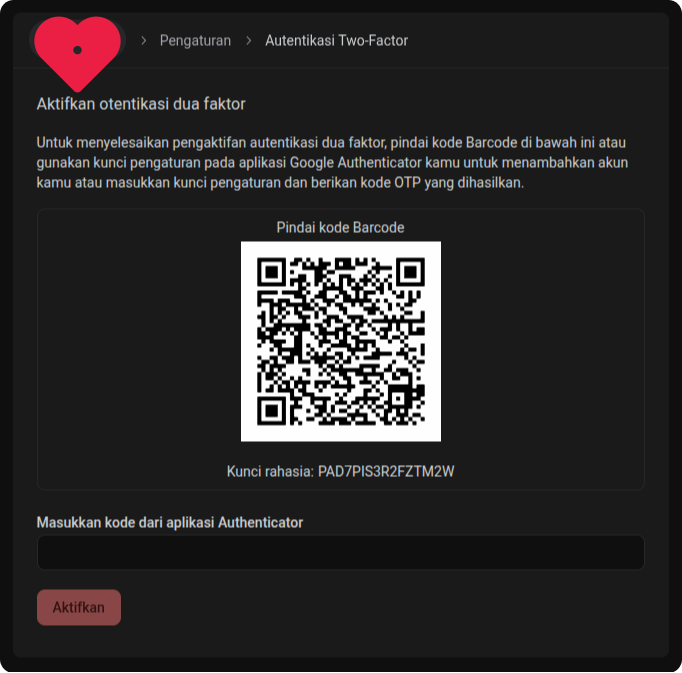 Pengaturan > Autentikasi Two-Factor
Aktifkan otentikasi dua faktor
Untuk menyelesaikan pengaktifan autentikasi dua faktor, pindai kode Barcode di bawah ini atau
gunakan kunci pengaturan pada aplikasi Google Authenticator kamu untuk menambahkan akun
kamu atau masukkan kunci pengaturan dan berikan kode OTP yang dihasilkan.
Pindai kode Barcode
Kunci rahasia: PAD7PIS3R2FZTM2W
Masukkan kode dari aplikasi Authenticator
Aktifkan